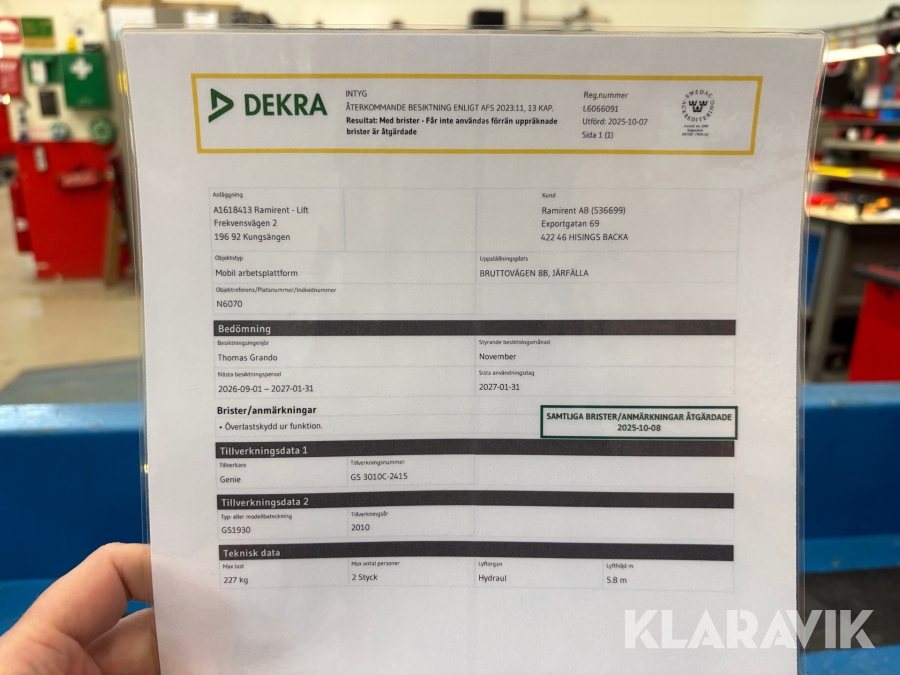 DEKRA
INTYG
ÅTERKOMMANDE BESIKTNING ENLIGT AFS 2023:11, 13 KAP.
Resultat: Med brister - Får inte användas förrän uppräknade
brister är åtgärdade
Reg.nummer
L6066091
Utförd: 2025-10-07
Sida 1 (1)
SWEDAC
ACKREDITERING
Anläggning
A1618413 Ramirent - Lift
Frekvensvägen 2
196 92 Kungsängen
Kund
Ramirent AB (536699)
Exportgatan 69
422 46 HISINGS BACKA
Objektstyp
Mobil arbetsplattform
Uppställningsplats
BRUTTOVÄGEN 8B, JÄRFÄLLA
Objektreferens/Platsnummer/Individnummer
N6070
Bedömning
Besiktningsingenjör
Thomas Grando
Styrande besiktningsmånad
November
Nästa besiktningsperiod
2026-09-01 – 2027-01-31
Sista användningsdag
2027-01-31
Brister/anmärkningar
• Överlastskydd ur funktion.
SAMTLIGA BRISTER/ANMÄRKNINGAR ÅTGÄRDADE
2025-10-08
Tillverkningsdata 1
Tillverkare
Genie
Tillverkningsnummer
GS 3010C-2415
Tillverkningsdata 2
Typ- eller modellbeteckning
GS1930
Tillverkningsår
2010
Teknisk data
Max last
227 kg
Max antal personer
2 Styck
Lyftorgan
Hydraul
Lyfthöjd m
5.8 m
KLARAVIK